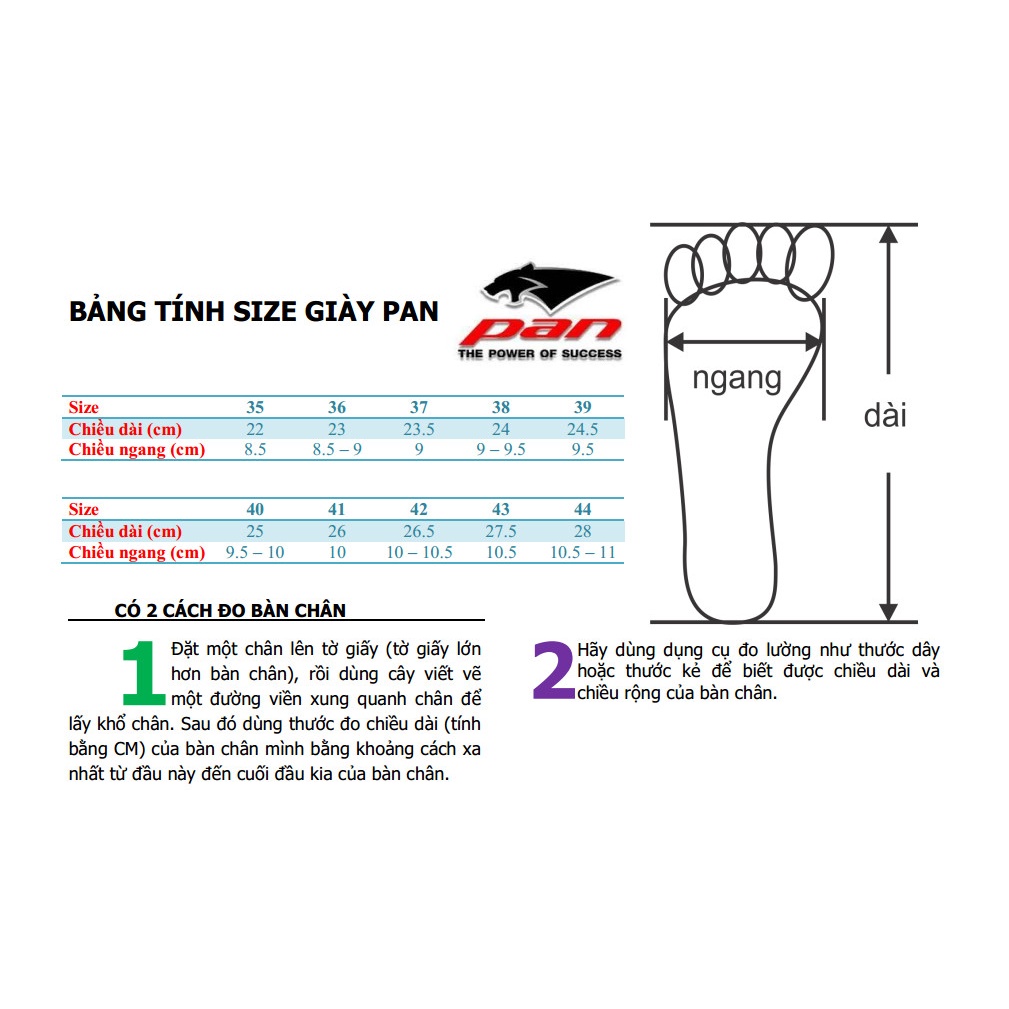 BẢNG TÍNH SIZE GIÀY PAN
pan
THE POWER OF SUCCESS
Size 35 36 37 38 39
Chiều dài (cm) 22 23 23.5 24 24.5
Chiều ngang (cm) 8.5 8.5 – 9 9 9 – 9.5 9.5
Size 40 41 42 43 44
Chiều dài (cm) 25 26 26.5 27.5 28
Chiều ngang (cm) 9.5 – 10 10 10 – 10.5 10.5 10.5 – 11
ngang
dài
CÓ 2 CÁCH ĐO BÀN CHÂN
1
Đặt một chân lên tờ giấy (tờ giấy lớn
hơn bàn chân), rồi dùng cây viết vẽ
một đường viền xung quanh chân để
lấy khổ chân. Sau đó dùng thước đo chiều dài (tính
bằng CM) của bàn chân mình bằng khoảng cách xa
nhất từ đầu này đến cuối đầu kia của bàn chân.
2
Hãy dùng dụng cụ đo lường như thước dây
hoặc thước kẻ để biết được chiều dài và
chiều rộng của bàn chân.